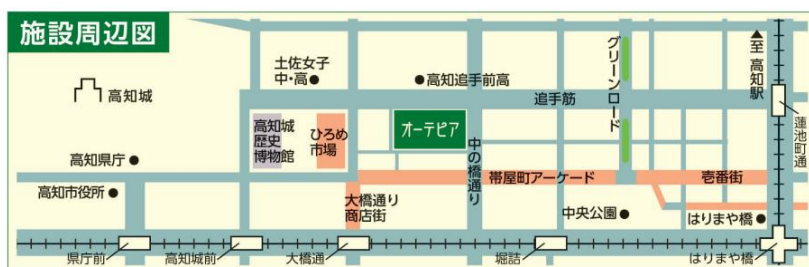 施設周辺図
高知城
土佐女子
中・高
高知追手前高
グリーンロード
▲至 高知駅
追手筋
蓮池町通
高知城
歴史
博物館
ひろめ
市場
オーテピア
中の橋通り
高知県庁
高知市役所
大橋通り
商店街
帯屋町アーケード
壱番街
中央公園
はりまや橋
県庁前
高知城前
大橋通
堀詰
はりまや橋